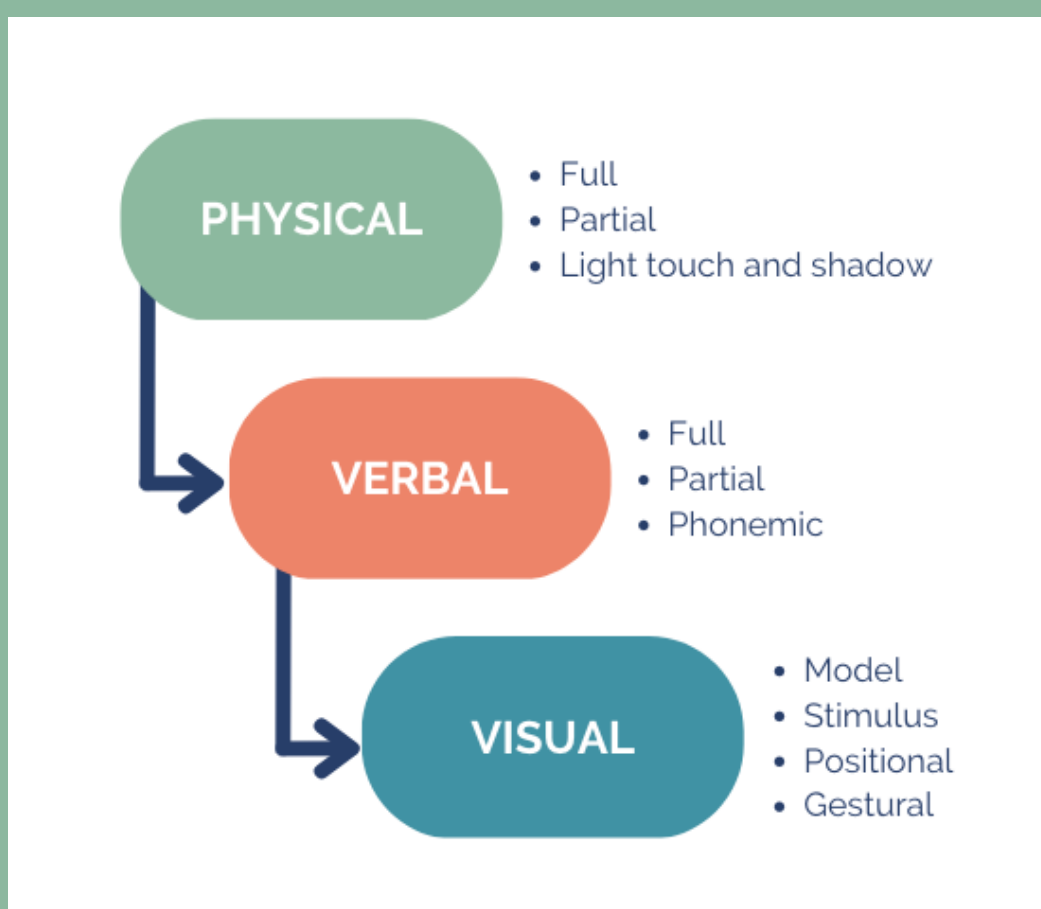 PHYSICAL
• Full
• Partial
• Light touch and shadow
VERBAL
• Full
• Partial
• Phonemic
VISUAL
• Model
• Stimulus
• Positional
• Gestural